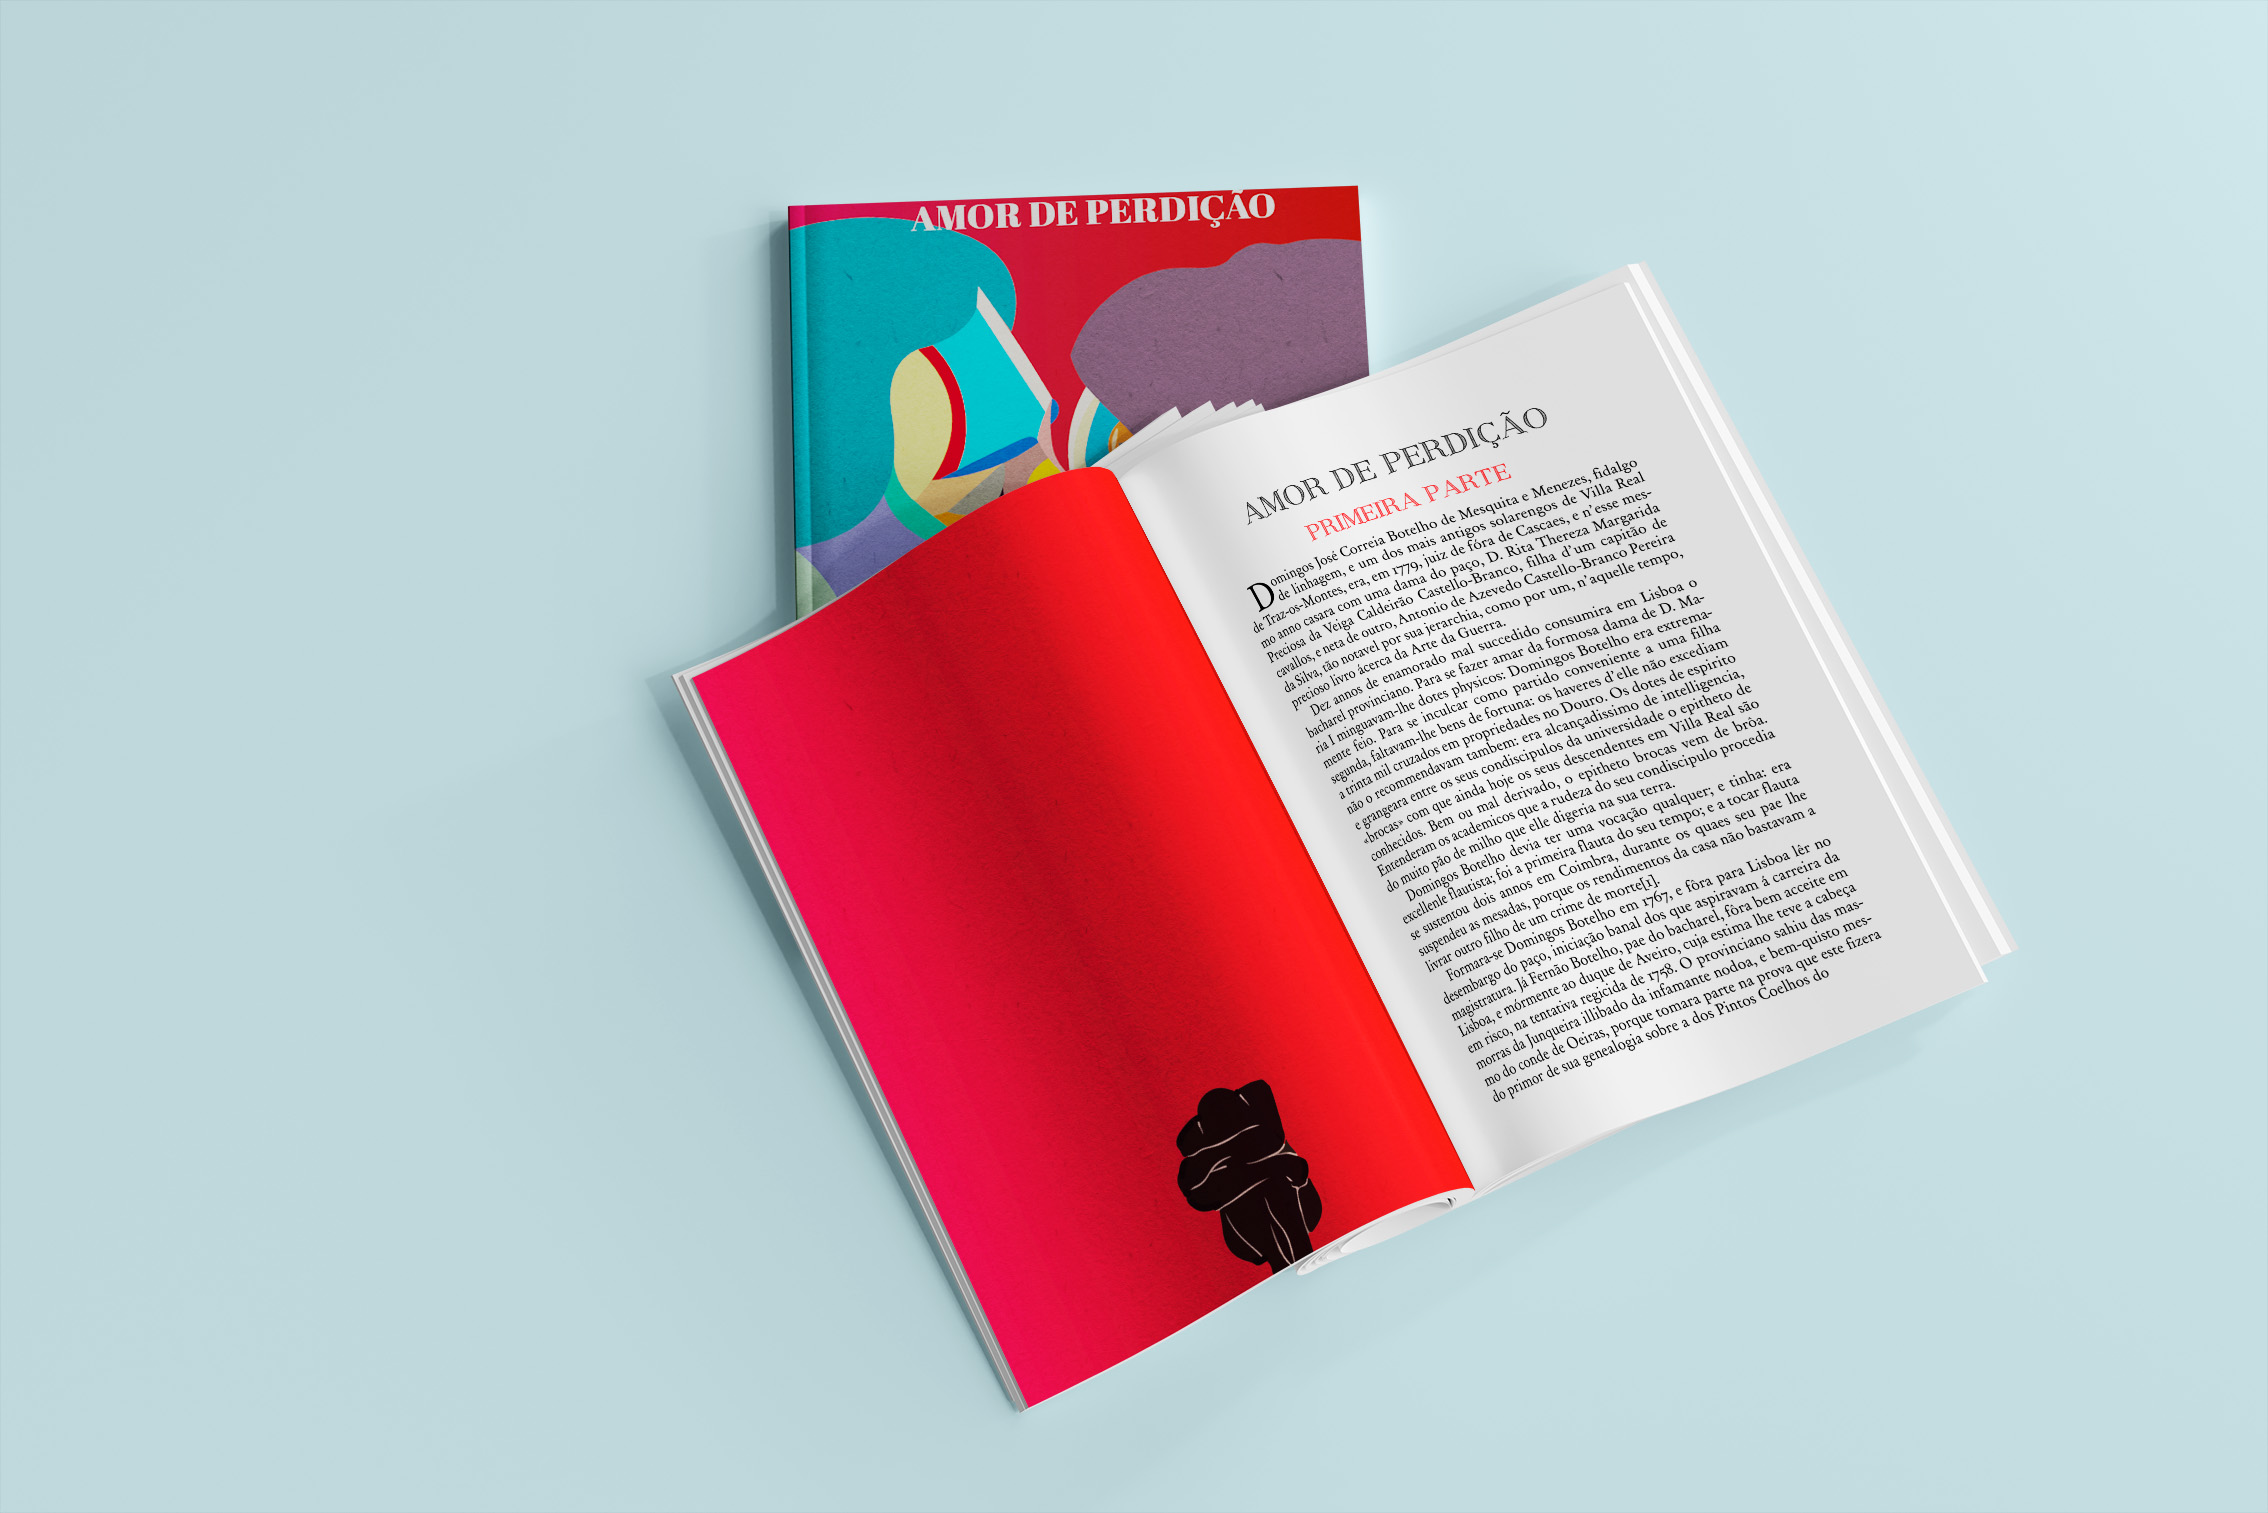 AMOR DE PERDIÇÃO
AMOR DE PERDIÇÃO
PRIMEIRA PARTE
Domingos José Correia Botelho de Mesquita e Menezes, fidalgo
de linhagem, e um dos mais antigos solarengos de Villa Real
de Traz-os-Montes, era, em 1779, juiz de fóra de Cascaes, e n'esse mes-
mo anno casara com uma dama do paço, D. Rita Thereza Margarida
Preciosa da Veiga Caldeirão Castello-Branco, filha d'um capitão de
cavallos, e neta de outro, Antonio de Azevedo Castello-Branco Pereira
da Silva, tão notavel por sua jerarchia, como por um, n'aquelle tempo,
precioso livro ácerca da Arte da Guerra.
Dez annos de enamorado mal succedido consumira em Lisboa o
bacharel provinciano. Para se fazer amar da formosa dama de D. Ma-
ria I minguavam-lhe dotes physicos: Domingos Botelho era extrema-
mente feio. Para se inculcar como partido conveniente a uma filha
segunda, faltavam-lhe bens de fortuna: os haveres d'elle não excediam
a trinta mil cruzados em propriedades no Douro. Os dotes de espirito
não o recommendavam tambem: era alcançadissimo de intelligencia,
e grangeara entre os seus condiscipulos da universidade o epitheto de
«brocas» com que ainda hoje os seus descendentes em Villa Real são
conhecidos. Bem ou mal derivado, o epitheto brocas vem de brôa.
Entenderam os academicos que a rudeza do seu condiscipulo procedia
do muito pão de milho que elle digeria na sua terra.
Domingos Botelho devia ter uma vocação qualquer; e tinha: era
excellenle flautista; foi a primeira flauta do seu tempo; e a tocar flauta
se sustentou dois annos em Coimbra, durante os quaes seu pae lhe
suspendeu as mesadas, porque os rendimentos da casa não bastavam a
livrar outro filho de um crime de morte[1].
Formara-se Domingos Botelho em 1767, e fôra para Lisboa lêr no
desembargo do paço, iniciação banal dos que aspiravam á carreira da
magistratura. Já Fernão Botelho, pae do bacharel, fôra bem acceite em
Lisboa, e mórmente ao duque de Aveiro, cuja estima lhe teve a cabeça
em risco, na tentativa regicida de 1758. O provinciano sahiu das mas-
morras da Junqueira illibado da infamante nodoa, e bem-quisto mes-
mo do conde de Oeiras, porque tomara parte na prova que este fizera
do primor de sua genealogia sobre a dos Pintos Coelhos do